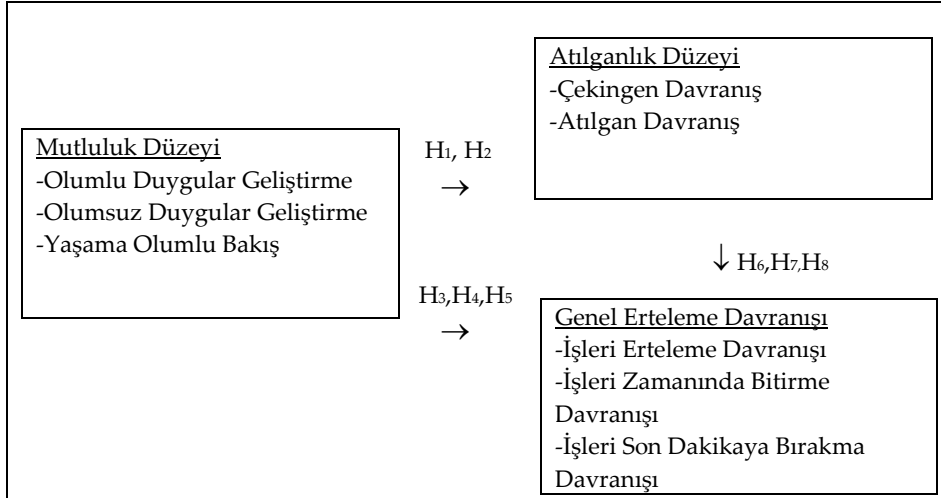 Mutluluk Düzeyi
-Olumlu Duygular Geliştirme
-Olumsuz Duygular Geliştirme
-Yaşama Olumlu Bakış
H1, H2
→
Atılganlık Düzeyi
-Çekingen Davranış
-Atılgan Davranış
↓ H6,H7,H8
H3,H4,H5
→
Genel Erteleme Davranışı
-İşleri Erteleme Davranışı
-İşleri Zamanında Bitirme
Davranışı
-İşleri Son Dakikaya Bırakma
Davranışı